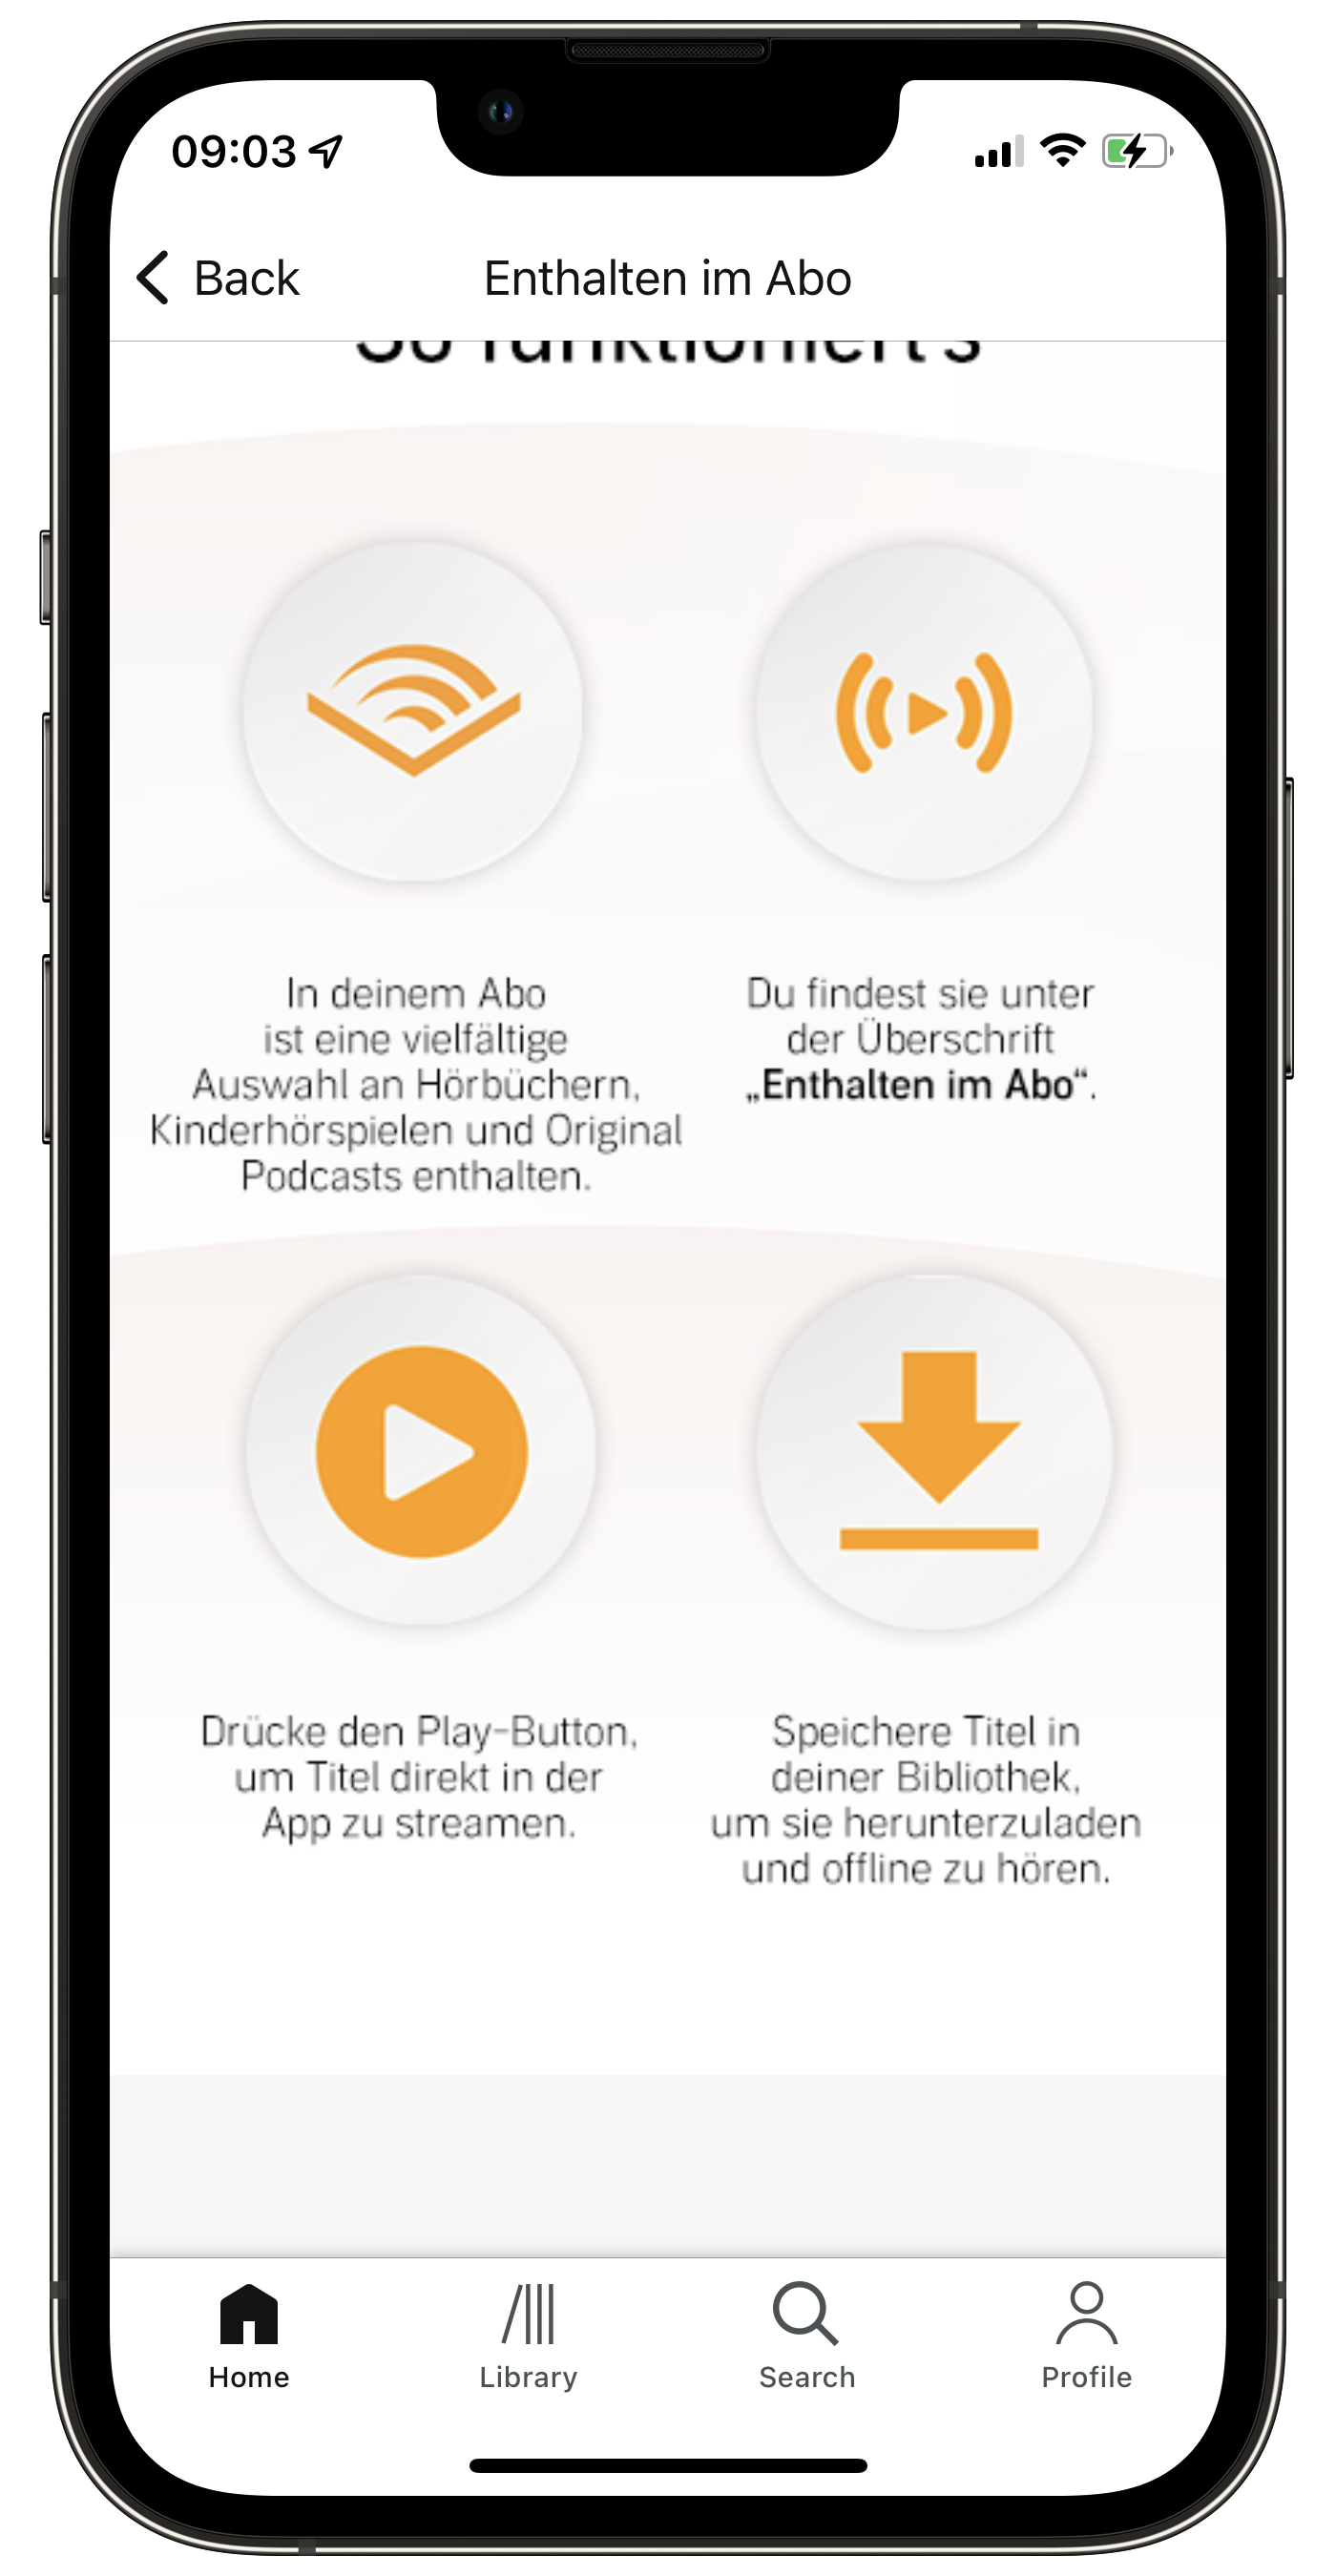 09:03
Back
Enthalten im Abo
So funktioniert's
In deinem Abo
ist eine vielfältige
Auswahl an Hörbüchern,
Kinderhörspielen und Original
Podcasts enthalten.
Du findest sie unter
der Überschrift
„Enthalten im Abo“.
Drücke den Play-Button,
um Titel direkt in der
App zu streamen.
Speichere Titel in
deiner Bibliothek,
um sie herunterzuladen
und offline zu hören.
Home
Library
Search
Profile